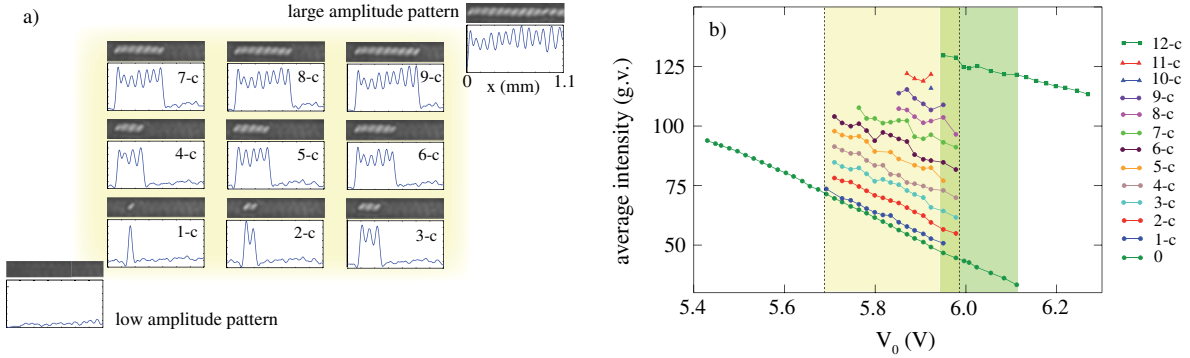 a)
large amplitude pattern
7-c
8-c
9-c
0
x (mm)
1.1
4-c
5-c
6-c
1-c
2-c
3-c
low amplitude pattern
b)
average intensity (g.v.)
125
100
75
50
5.4
5.6
5.8
6.0
6.2
V₀ (V)
12-c
11-c
10-c
9-c
8-c
7-c
6-c
5-c
4-c
3-c
2-c
1-c
0